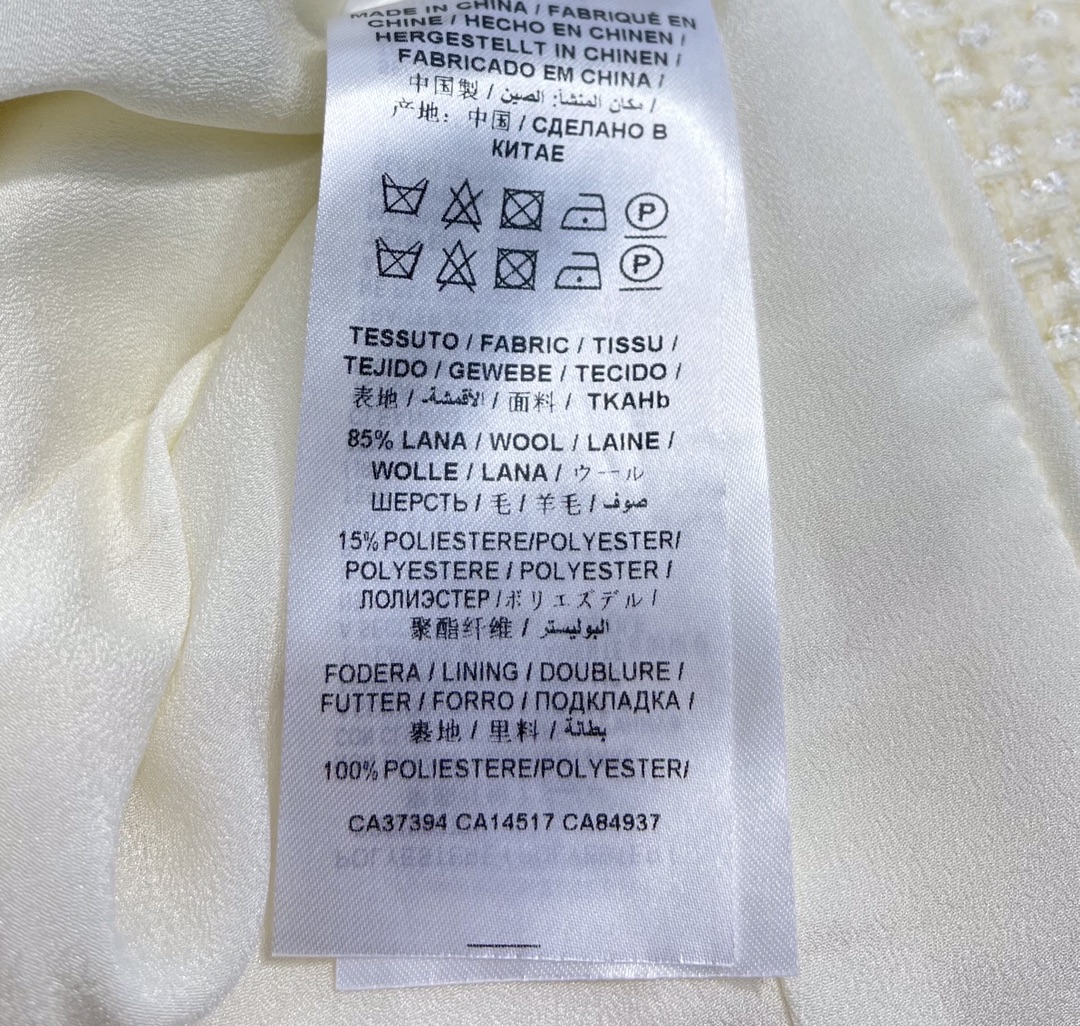 MADE IN CHINA / FABRIQUÉ EN
CHINE / HECHO EN CHINEN /
HERGESTELLT IN CHINEN /
FABRICADO EM CHINA /
中国製 / مكان المنشأ: الصين /
产地: 中国 / СДЕЛАНО В
КИТАЕ
P
P
TESSUTO / FABRIC / TISSU /
TEJIDO / GEWEBE / TECIDO /
表地 / الأقمشة / 面料 / TKAHb
85% LANA / WOOL / LAINE /
WOLLE / LANA / ウール
ШЕРСТЬ / 毛 / 羊毛 / صوف
15% POLIESTERE/POLYESTER/
POLYESTERE / POLYESTER /
ЛОЛИЭСТЕР /ボリエズデル /
聚酯纤维 / البوليستر
FODERA / LINING / DOUBLURE /
FUTTER / FORRO / ПОДКЛАДКА /
裏地 / 里料 / بطانة
100% POLIESTERE/POLYESTER/
CA37394 CA14517 CA84937